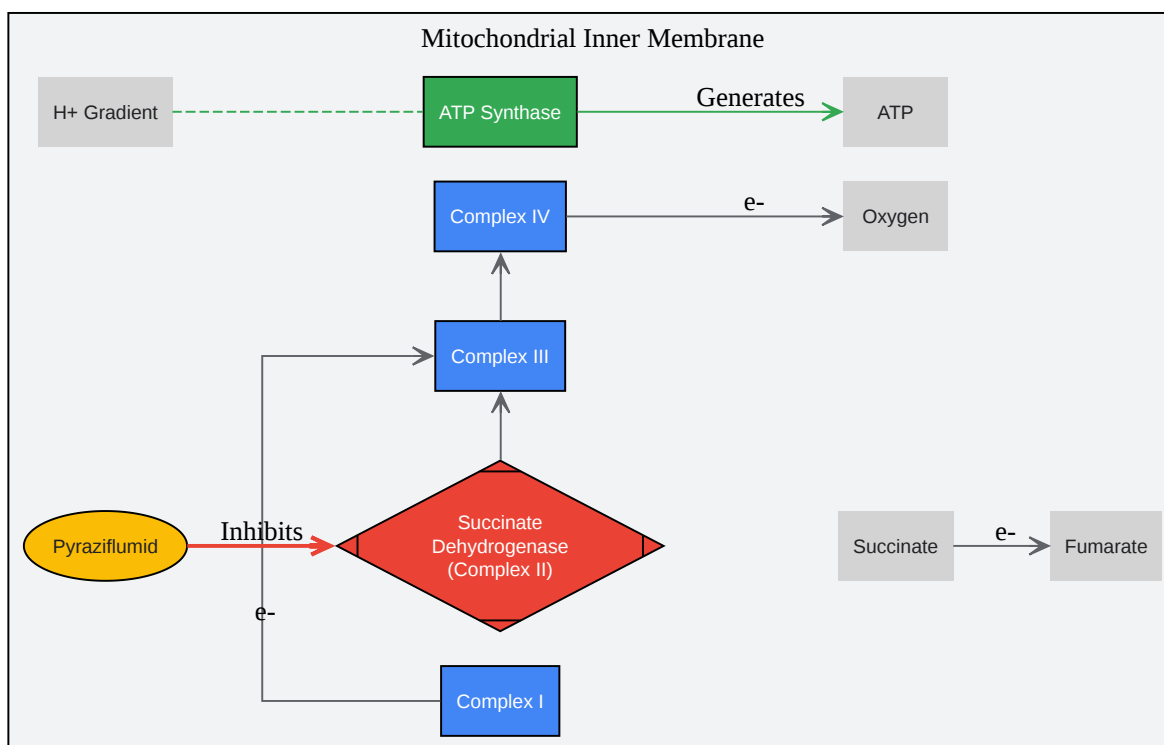 Mitochondrial Inner Membrane
H+ Gradient
ATP Synthase
Generates
ATP
Complex IV
e-
Oxygen
Complex III
Pyraziflumid
Inhibits
Succinate
Dehydrogenase
(Complex II)
Succinate
e-
Fumarate
e-
Complex I